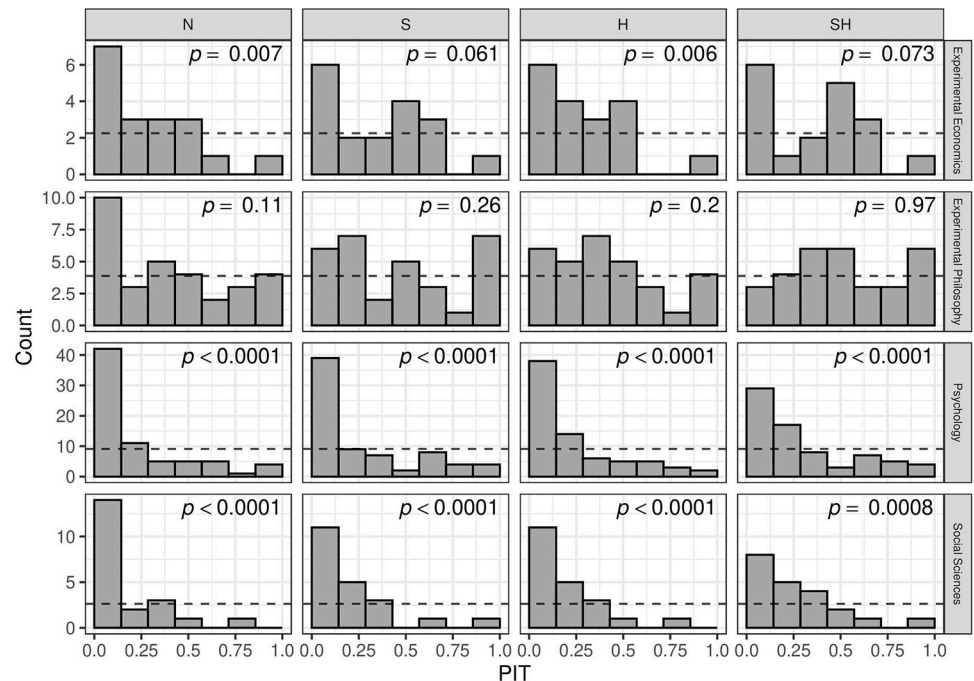 N S H SH
p = 0.007 p = 0.061 p = 0.006 p = 0.073
6
4
2
0
Experimental Economics
p = 0.11 p = 0.26 p = 0.2 p = 0.97
10.0
7.5
5.0
2.5
0.0
Experimental Philosophy
p < 0.0001 p < 0.0001 p < 0.0001 p < 0.0001
40
30
20
10
0
Psychology
p < 0.0001 p < 0.0001 p < 0.0001 p = 0.0008
10
5
0
Social Sciences
Count
0.0 0.25 0.5 0.75 1.0 0.0 0.25 0.5 0.75 1.0 0.0 0.25 0.5 0.75 1.0 0.0 0.25 0.5 0.75 1.0
PIT